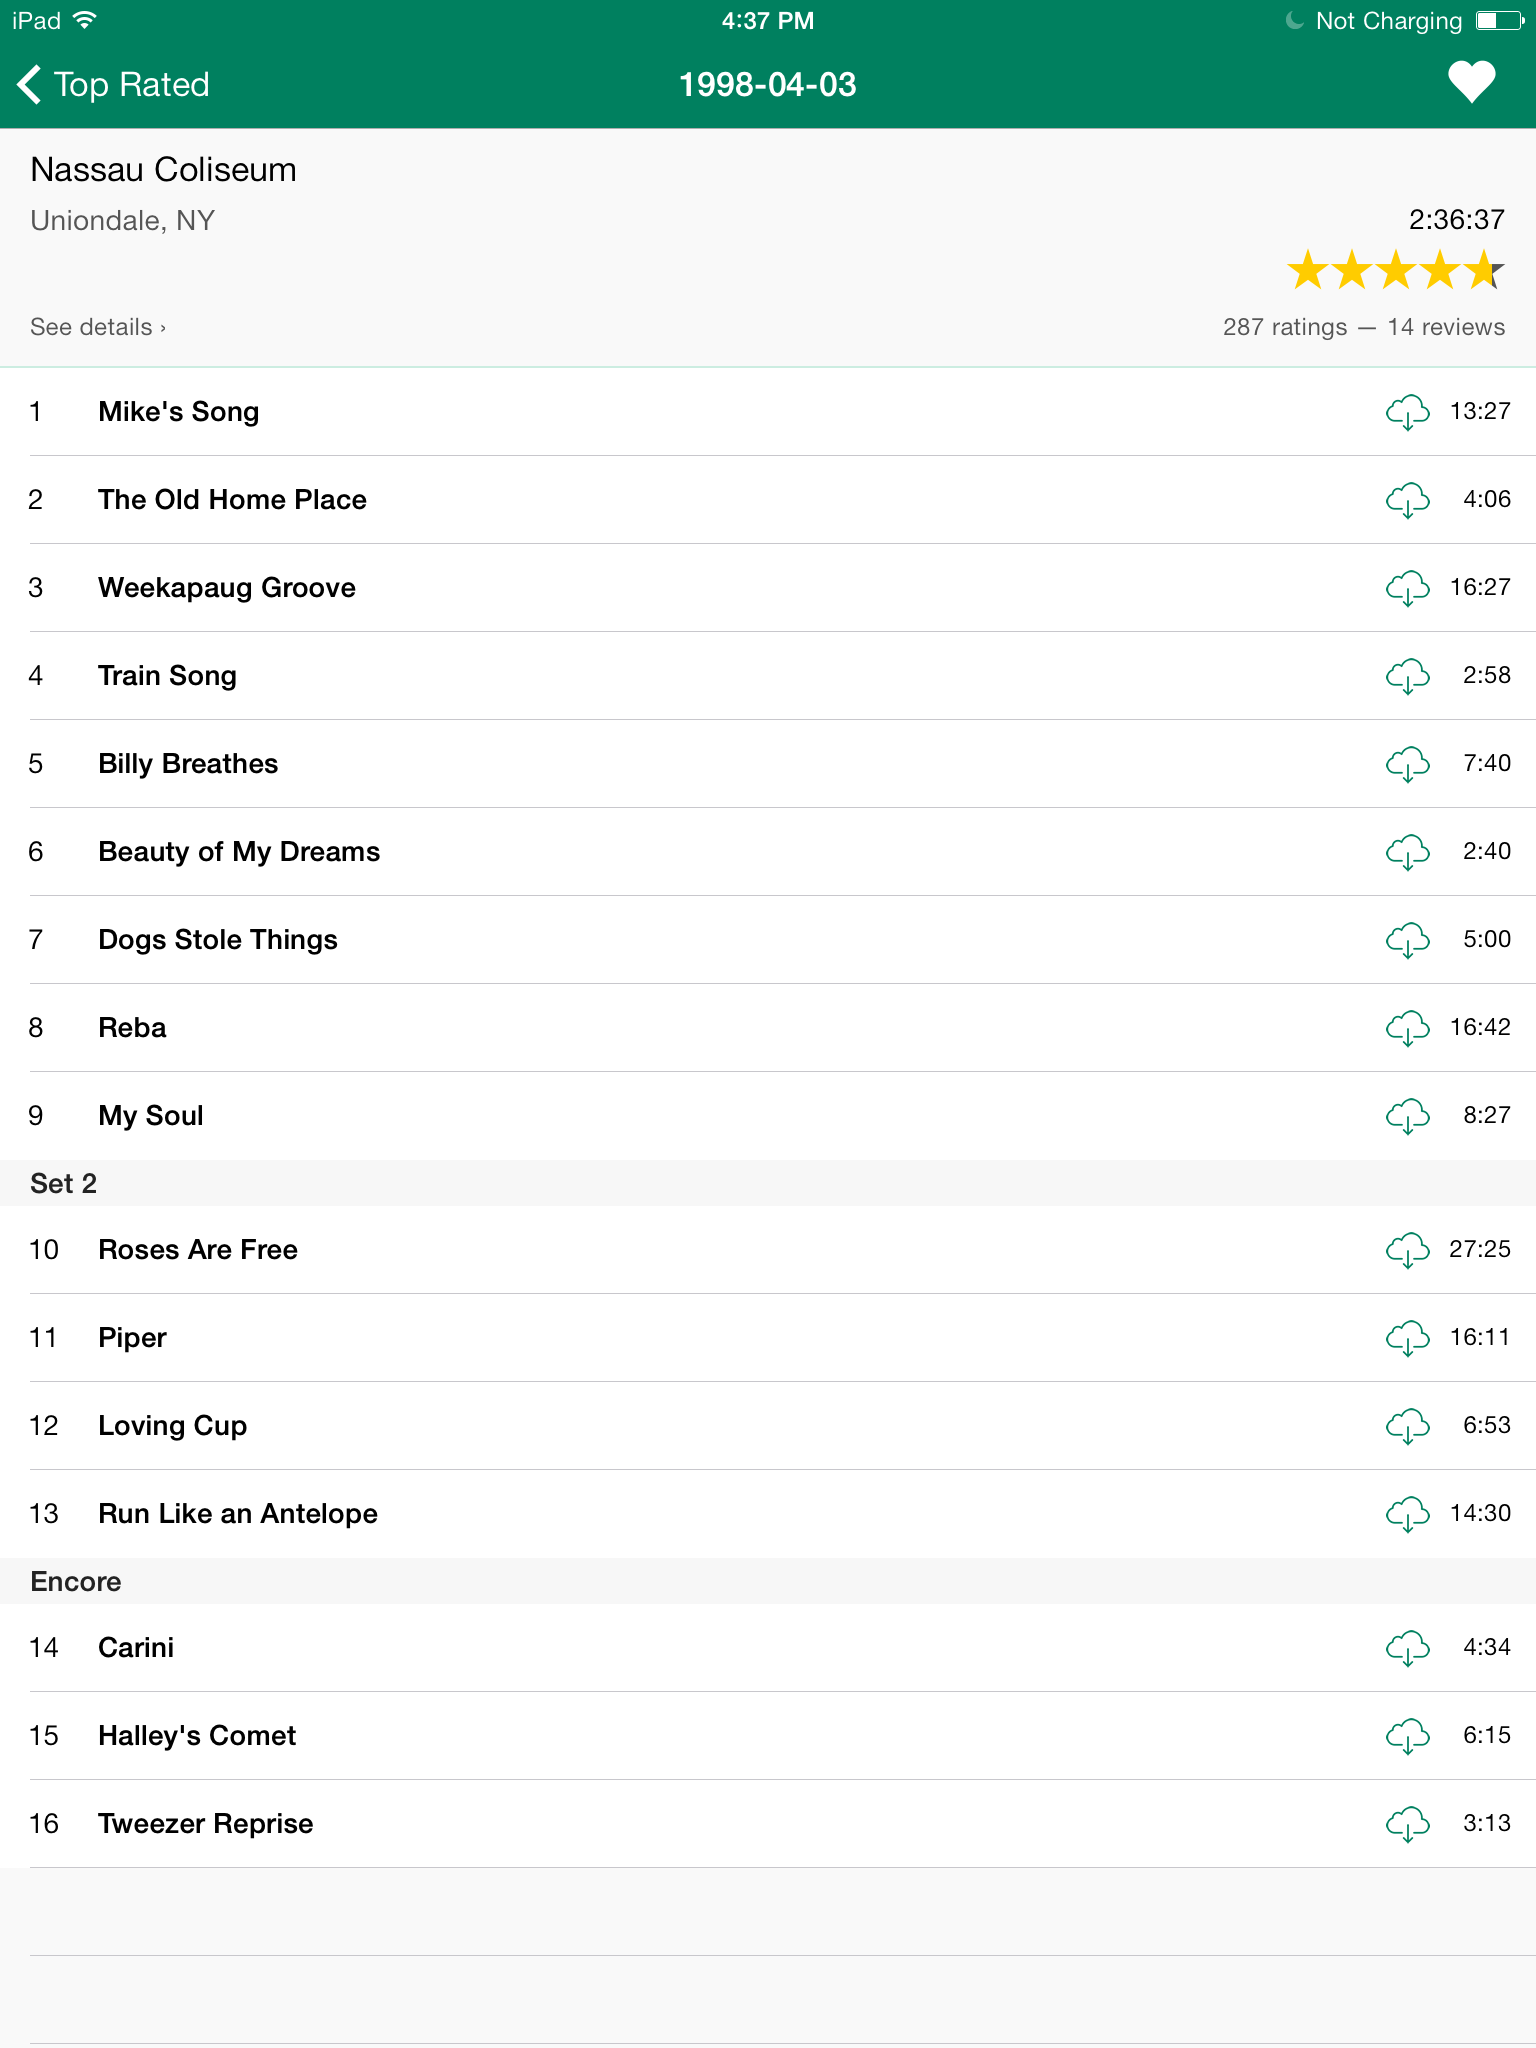 iPad 4:37 PM Not Charging
Top Rated 1998-04-03
Nassau Coliseum
Uniondale, NY 2:36:37
See details › 287 ratings — 14 reviews
1 Mike's Song 13:27
2 The Old Home Place 4:06
3 Weekapaug Groove 16:27
4 Train Song 2:58
5 Billy Breathes 7:40
6 Beauty of My Dreams 2:40
7 Dogs Stole Things 5:00
8 Reba 16:42
9 My Soul 8:27
Set 2
10 Roses Are Free 27:25
11 Piper 16:11
12 Loving Cup 6:53
13 Run Like an Antelope 14:30
Encore
14 Carini 4:34
15 Halley's Comet 6:15
16 Tweezer Reprise 3:13